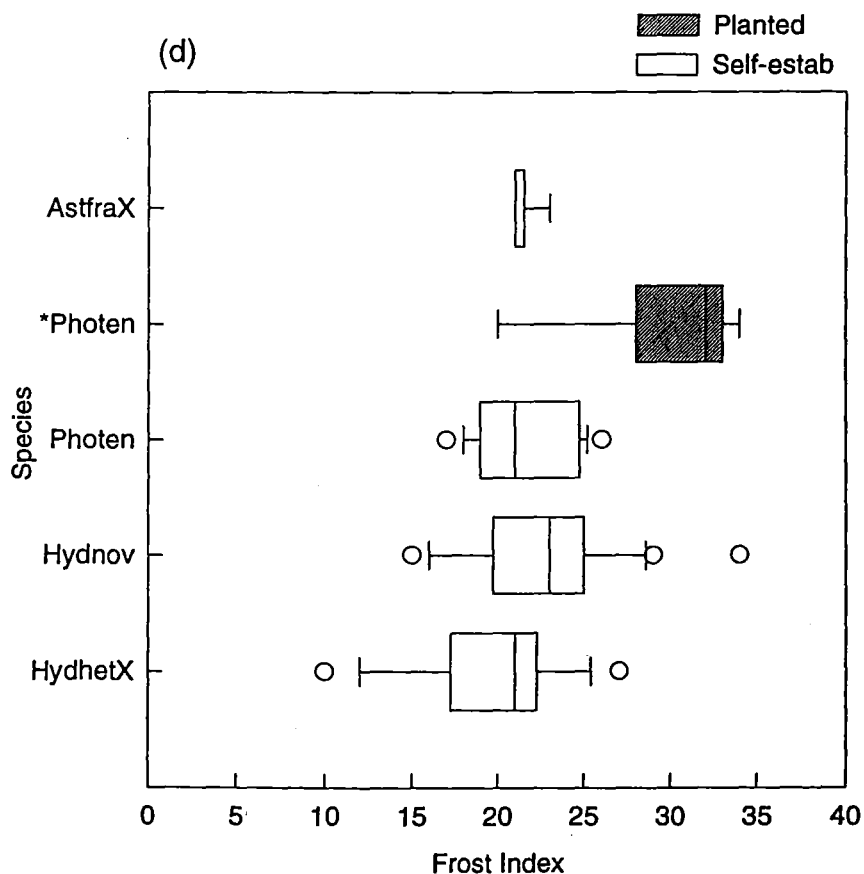 (d)
Planted
Self-estab
AstfraX
*Photen
Photen
Hydnov
HydhetX
Species
0 5 10 15 20 25 30 35 40
Frost Index